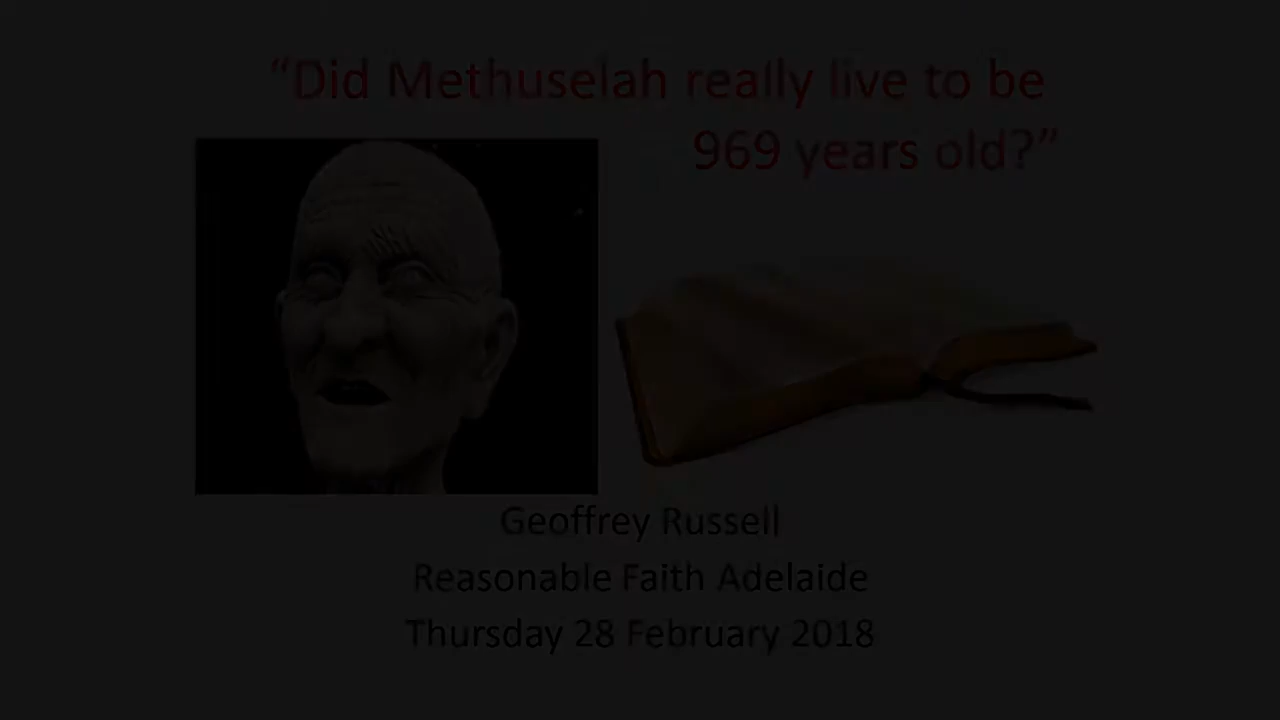 “Did Methuselah really live to be
969 years old?”
Geoffrey Russell
Reasonable Faith Adelaide
Thursday 28 February 2018